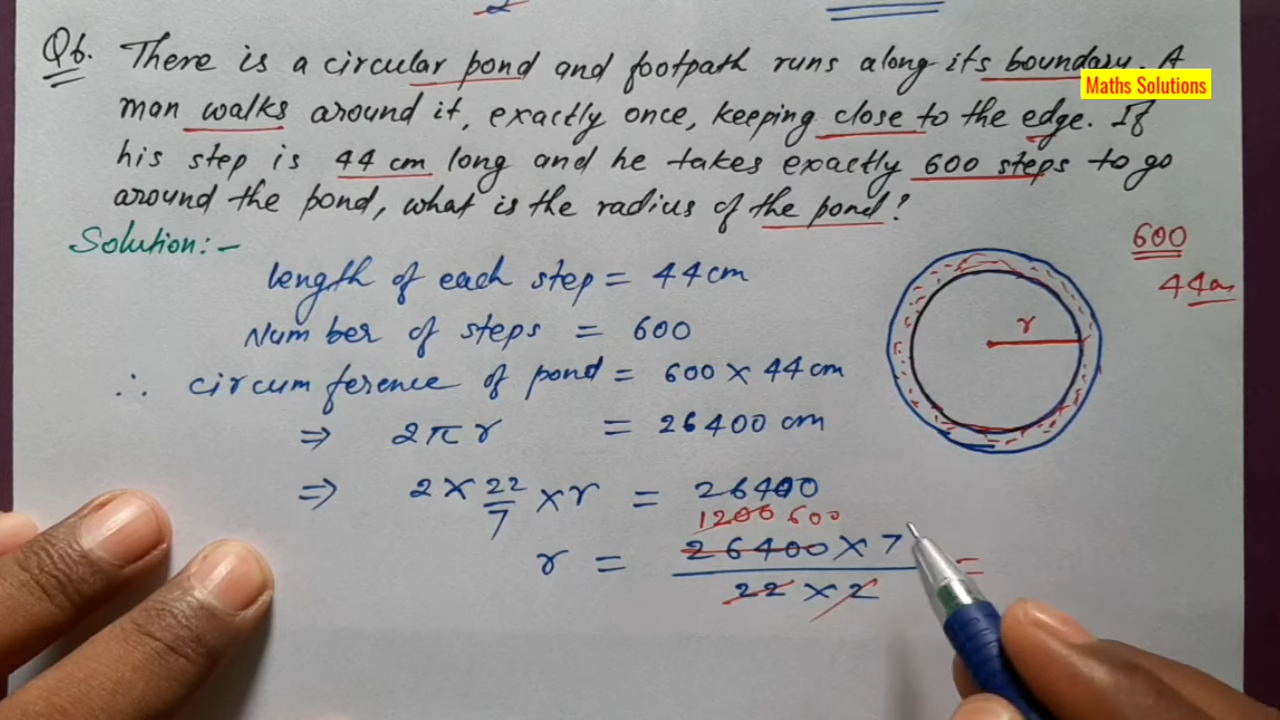 2
Q6. There is a circular pond and footpath runs along its boundary. A
Maths Solutions
man walks around it, exactly once, keeping close to the edge. If
his step is 44 cm long and he takes exactly 600 steps to go
around the pond, what is the radius of the pond?
Solution:-
600
44cm
r
length of each step = 44cm
Number of steps = 600
∴ circumference of pond = 600 × 44 cm
⇒ 2πr = 26400 cm
⇒ 2 × 22/7 × r = 26400
1200 600
r = 26400 × 7 =
22 × 2